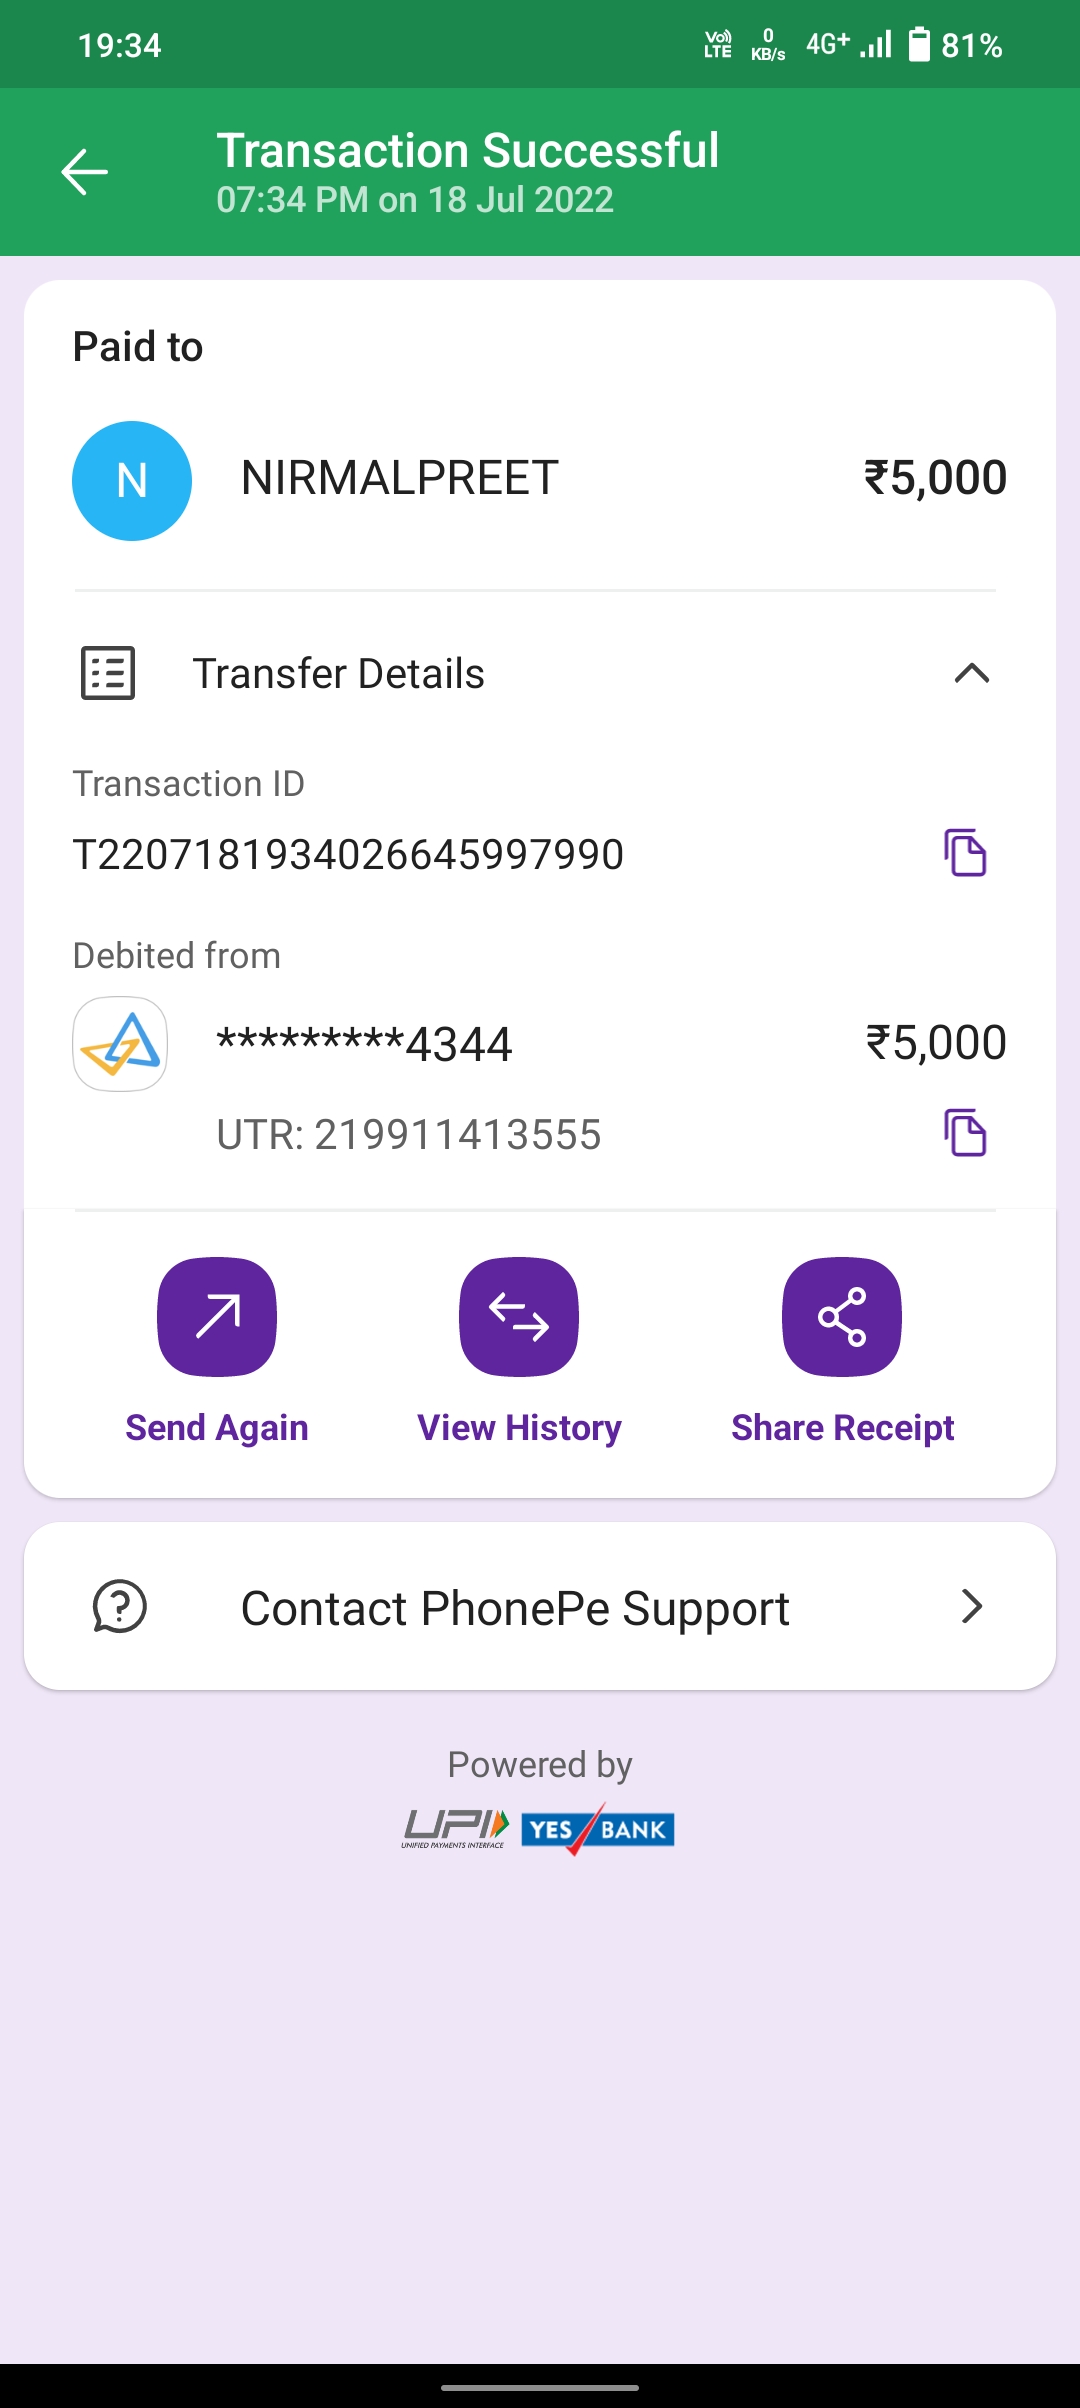 19:34
Vo)) LTE 0 KB/s 4G+ 81%
Transaction Successful
07:34 PM on 18 Jul 2022
Paid to
N NIRMALPREET ₹5,000
Transfer Details
Transaction ID
T2207181934026645997990
Debited from
*********4344 ₹5,000
UTR: 219911413555
Send Again View History Share Receipt
Contact PhonePe Support
Powered by
UPI YES BANK
UNIFIED PAYMENTS INTERFACE